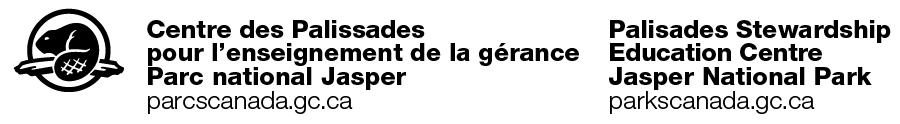 Centre des Palissades
pour l'enseignement de la gérance
Parc national Jasper
parcscanada.gc.ca
Palisades Stewardship
Education Centre
Jasper National Park
parkscanada.gc.ca